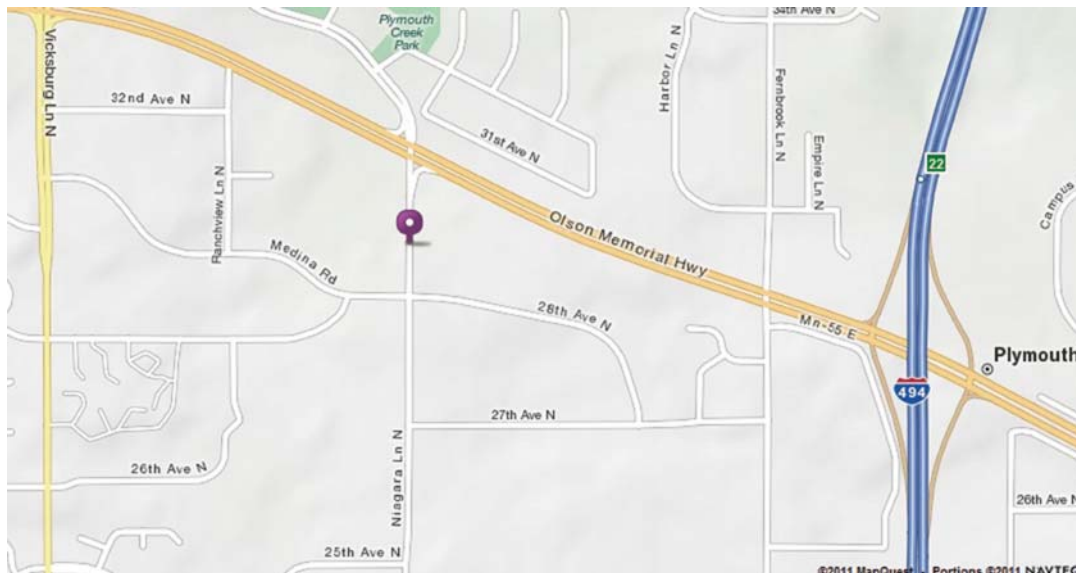 Plymouth
Creek
Park
34th Ave N
Vicksburg Ln N
Harbor Ln N
Fernbrook Ln N
32nd Ave N
31st Ave N
Empire Ln N
22
Ranchview Ln N
Campus
Olson Memorial Hwy
Medina Rd
28th Ave N
Mn-55 E
Plymouth
494
27th Ave N
Niagara Ln N
26th Ave N
26th Ave N
25th Ave N
©2011 MapQuest - Portions ©2011 NAVTEQ